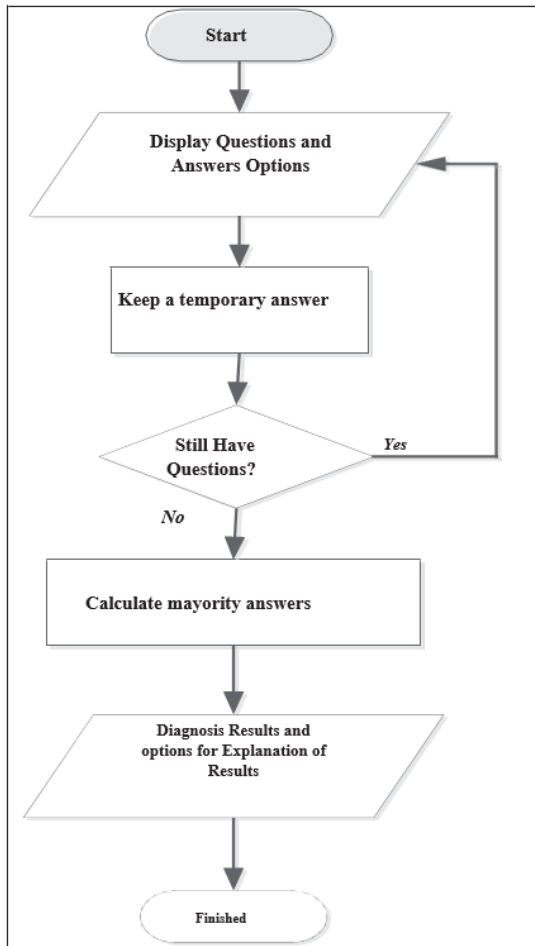 Start
Display Questions and
Answers Options
Keep a temporary answer
Still Have
Questions?
Yes
No
Calculate mayority answers
Diagnosis Results and
options for Explanation of
Results
Finished